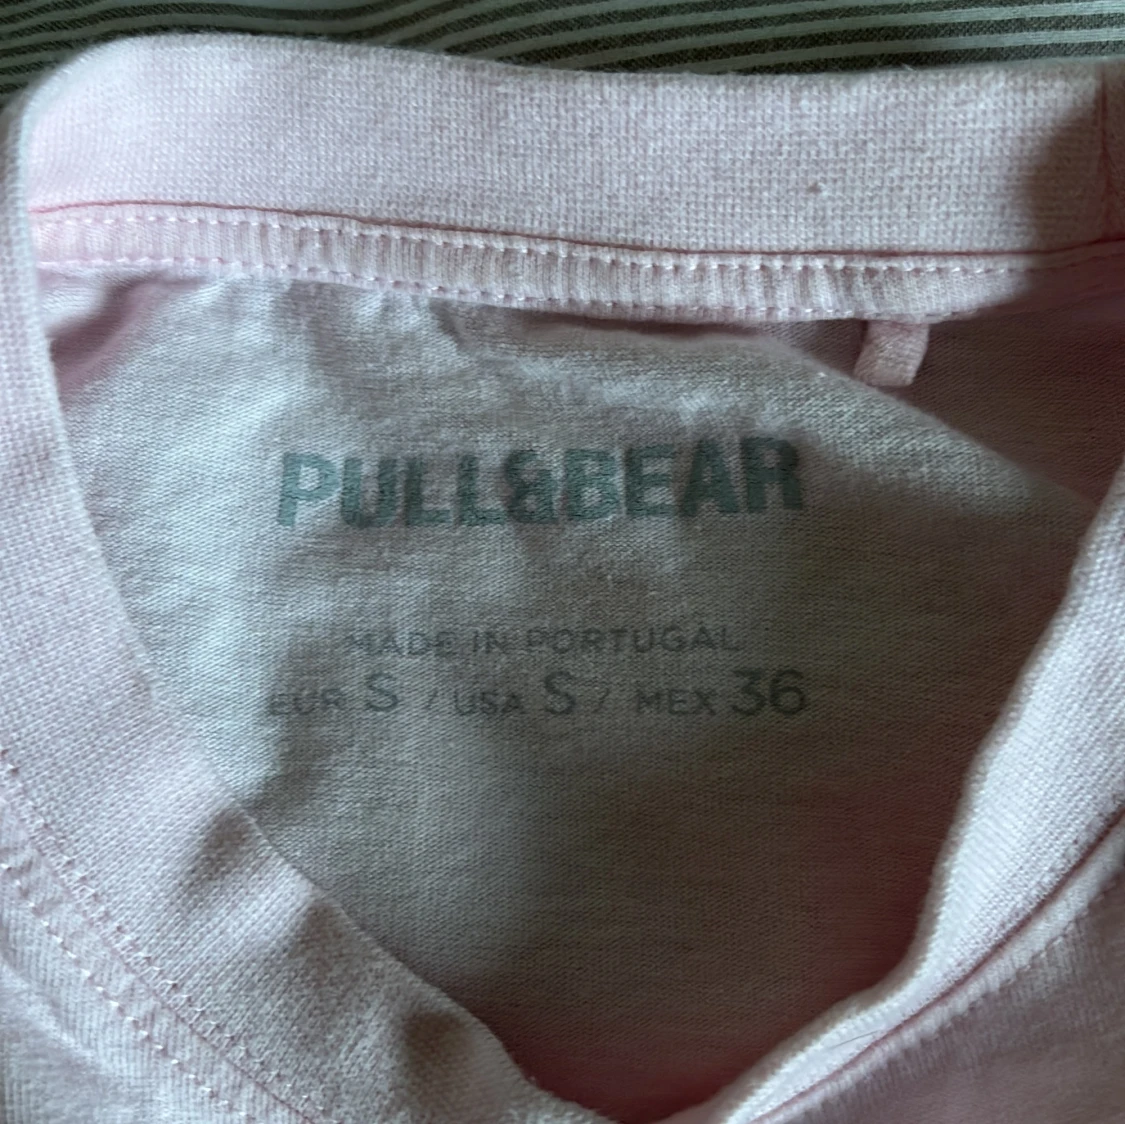 PULL&BEAR
MADE IN PORTUGAL
EUR S / USA S / MEX 36